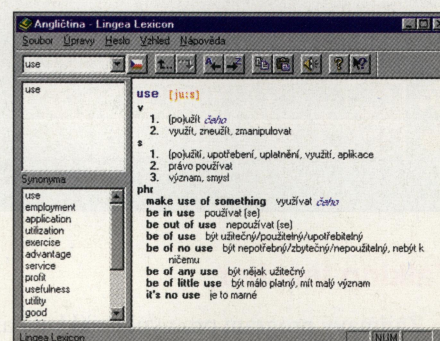 Angličtina - Lingea Lexicon
Soubor Úpravy Heslo Vzhled Nápověda
use
use
Synonyma
use
employment
application
utilization
exercise
advantage
service
profit
usefulness
utility
good
use [ju:s]
v
1. (po)užít čeho
2. využít, zneužít, zmanipulovat
s
1. (po)užití, upotřebení, uplatnění, využití, aplikace
2. právo používat
3. význam, smysl
phr
make use of something využívat čeho
be in use používat (se)
be out of use nepoužívat (se)
be of use být užitečný/použitelný/upotřebitelný
be of no use být nepotřebný/zbytečný/nepoužitelný, nebýt k
ničemu
be of any use být nějak užitečný
be of little use být málo platný, mít malý význam
it's no use je to marné
Lingea Lexicon
NUM